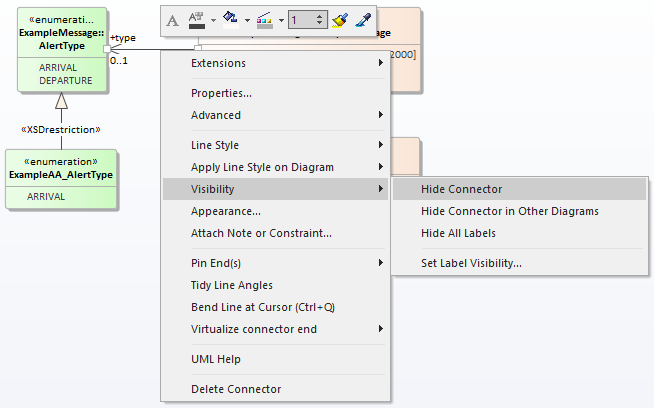 «enumerati...
ExampleMessage::
AlertType
ARRIVAL
DEPARTURE
+type
0..1
A
1
2000]
«XSDrestriction»
«enumeration»
ExampleAA_AlertType
ARRIVAL
Extensions
Properties...
Advanced
Line Style
Apply Line Style on Diagram
Visibility
Appearance...
Attach Note or Constraint...
Pin End(s)
Tidy Line Angles
Bend Line at Cursor (Ctrl+Q)
Virtualize connector end
UML Help
Delete Connector
Hide Connector
Hide Connector in Other Diagrams
Hide All Labels
Set Label Visibility...